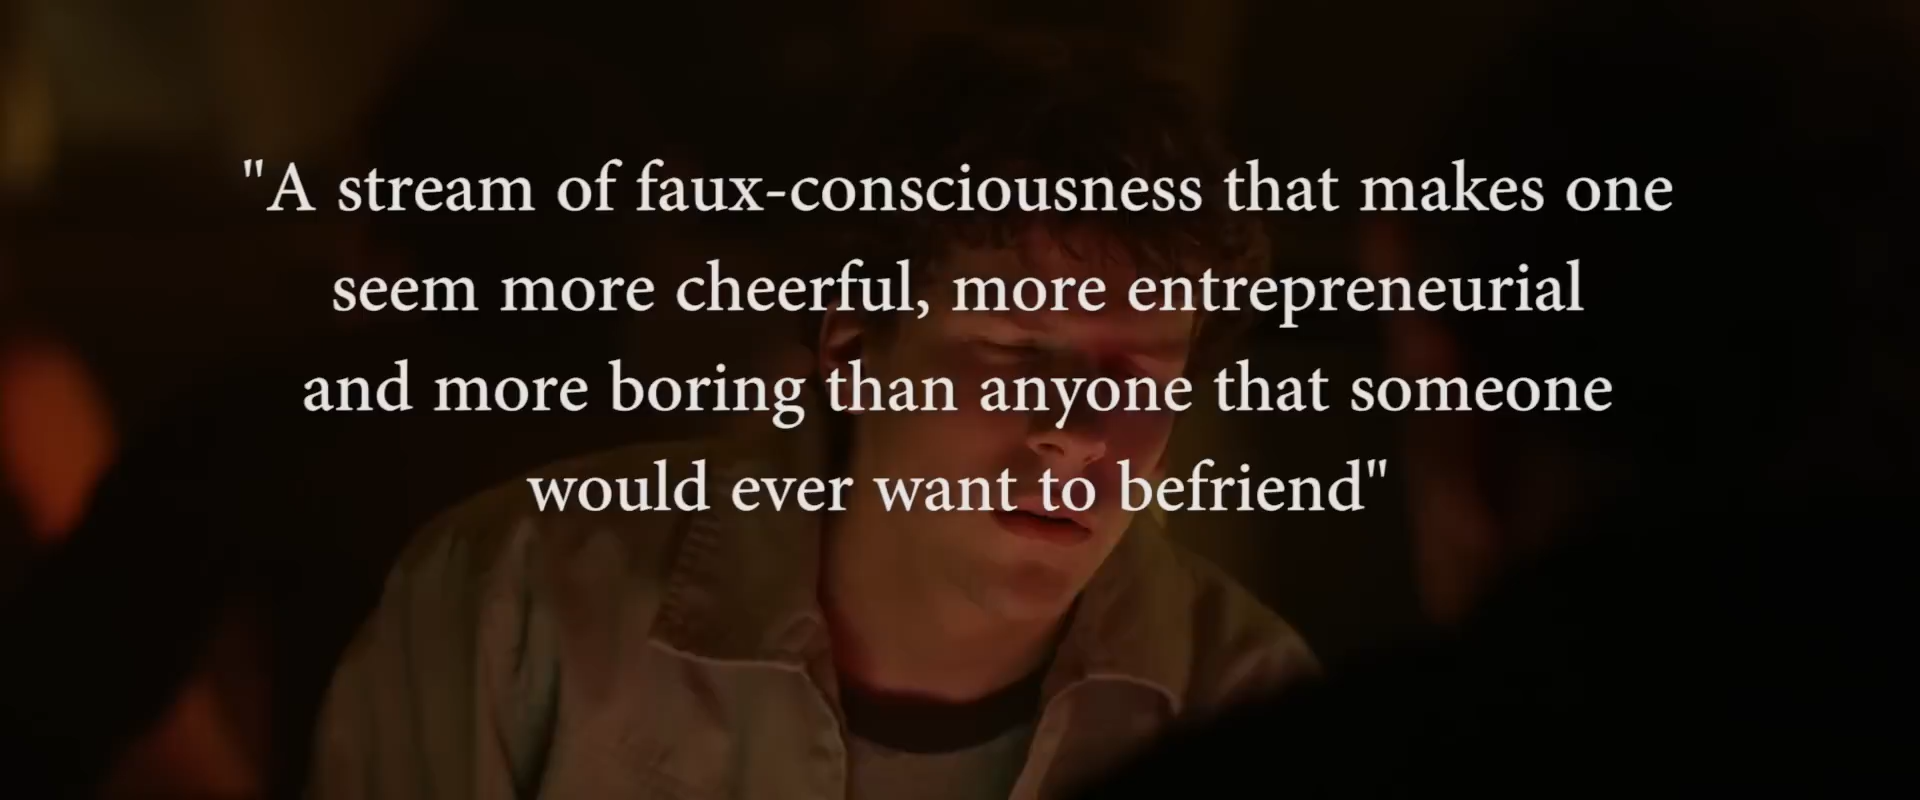 "A stream of faux-consciousness that makes one
seem more cheerful, more entrepreneurial
and more boring than anyone that someone
would ever want to befriend"